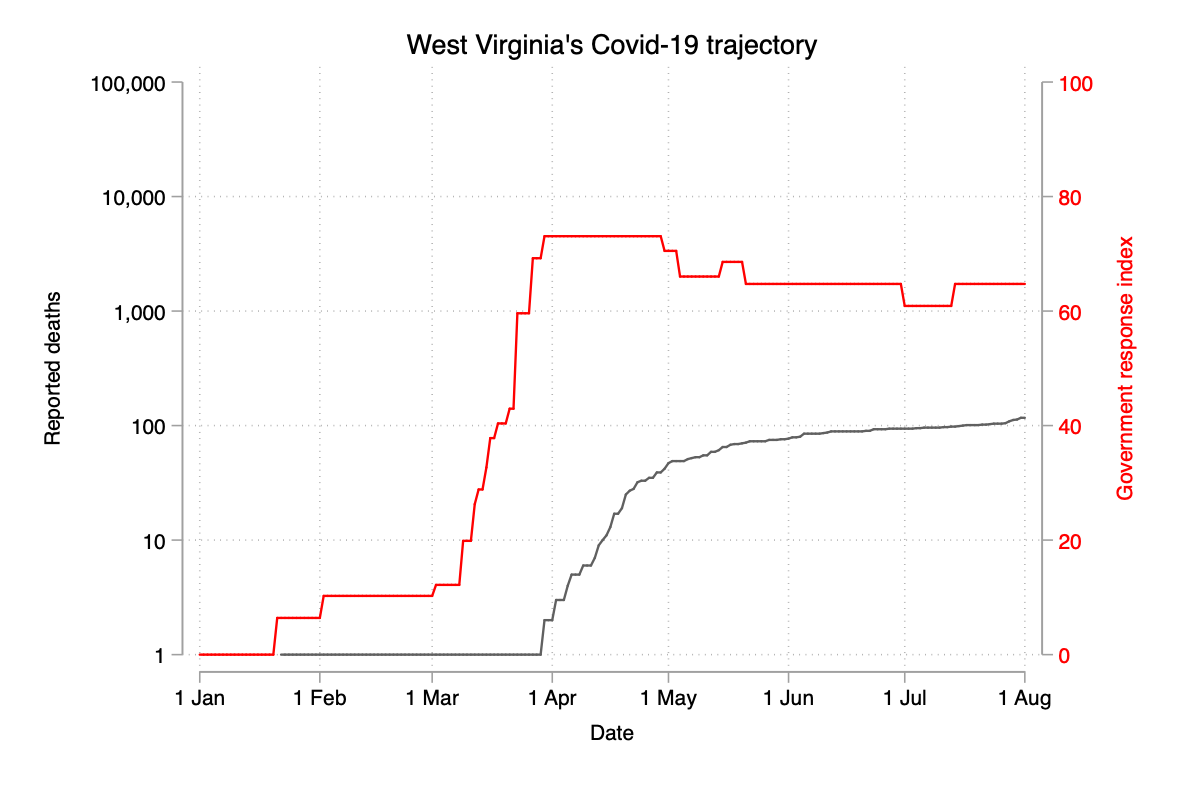 West Virginia's Covid-19 trajectory
100,000
10,000
1,000
100
10
1
Reported deaths
100
80
60
40
20
0
Government response index
1 Jan 1 Feb 1 Mar 1 Apr 1 May 1 Jun 1 Jul 1 Aug
Date